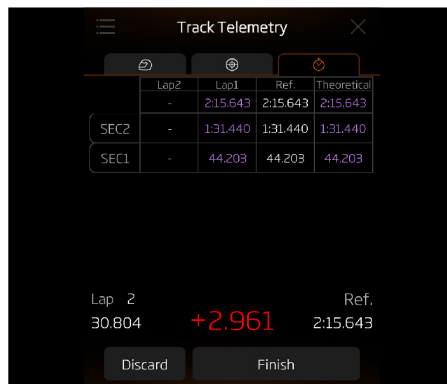 Track Telemetry
Lap2 Lap1 Ref. Theoretical
- 2:15.643 2:15.643 2:15.643
SEC2 - 1:31.440 1:31.440 1:31.440
SEC1 - 44.203 44.203 44.203
Lap 2 Ref.
30.804 +2.961 2:15.643
Discard Finish